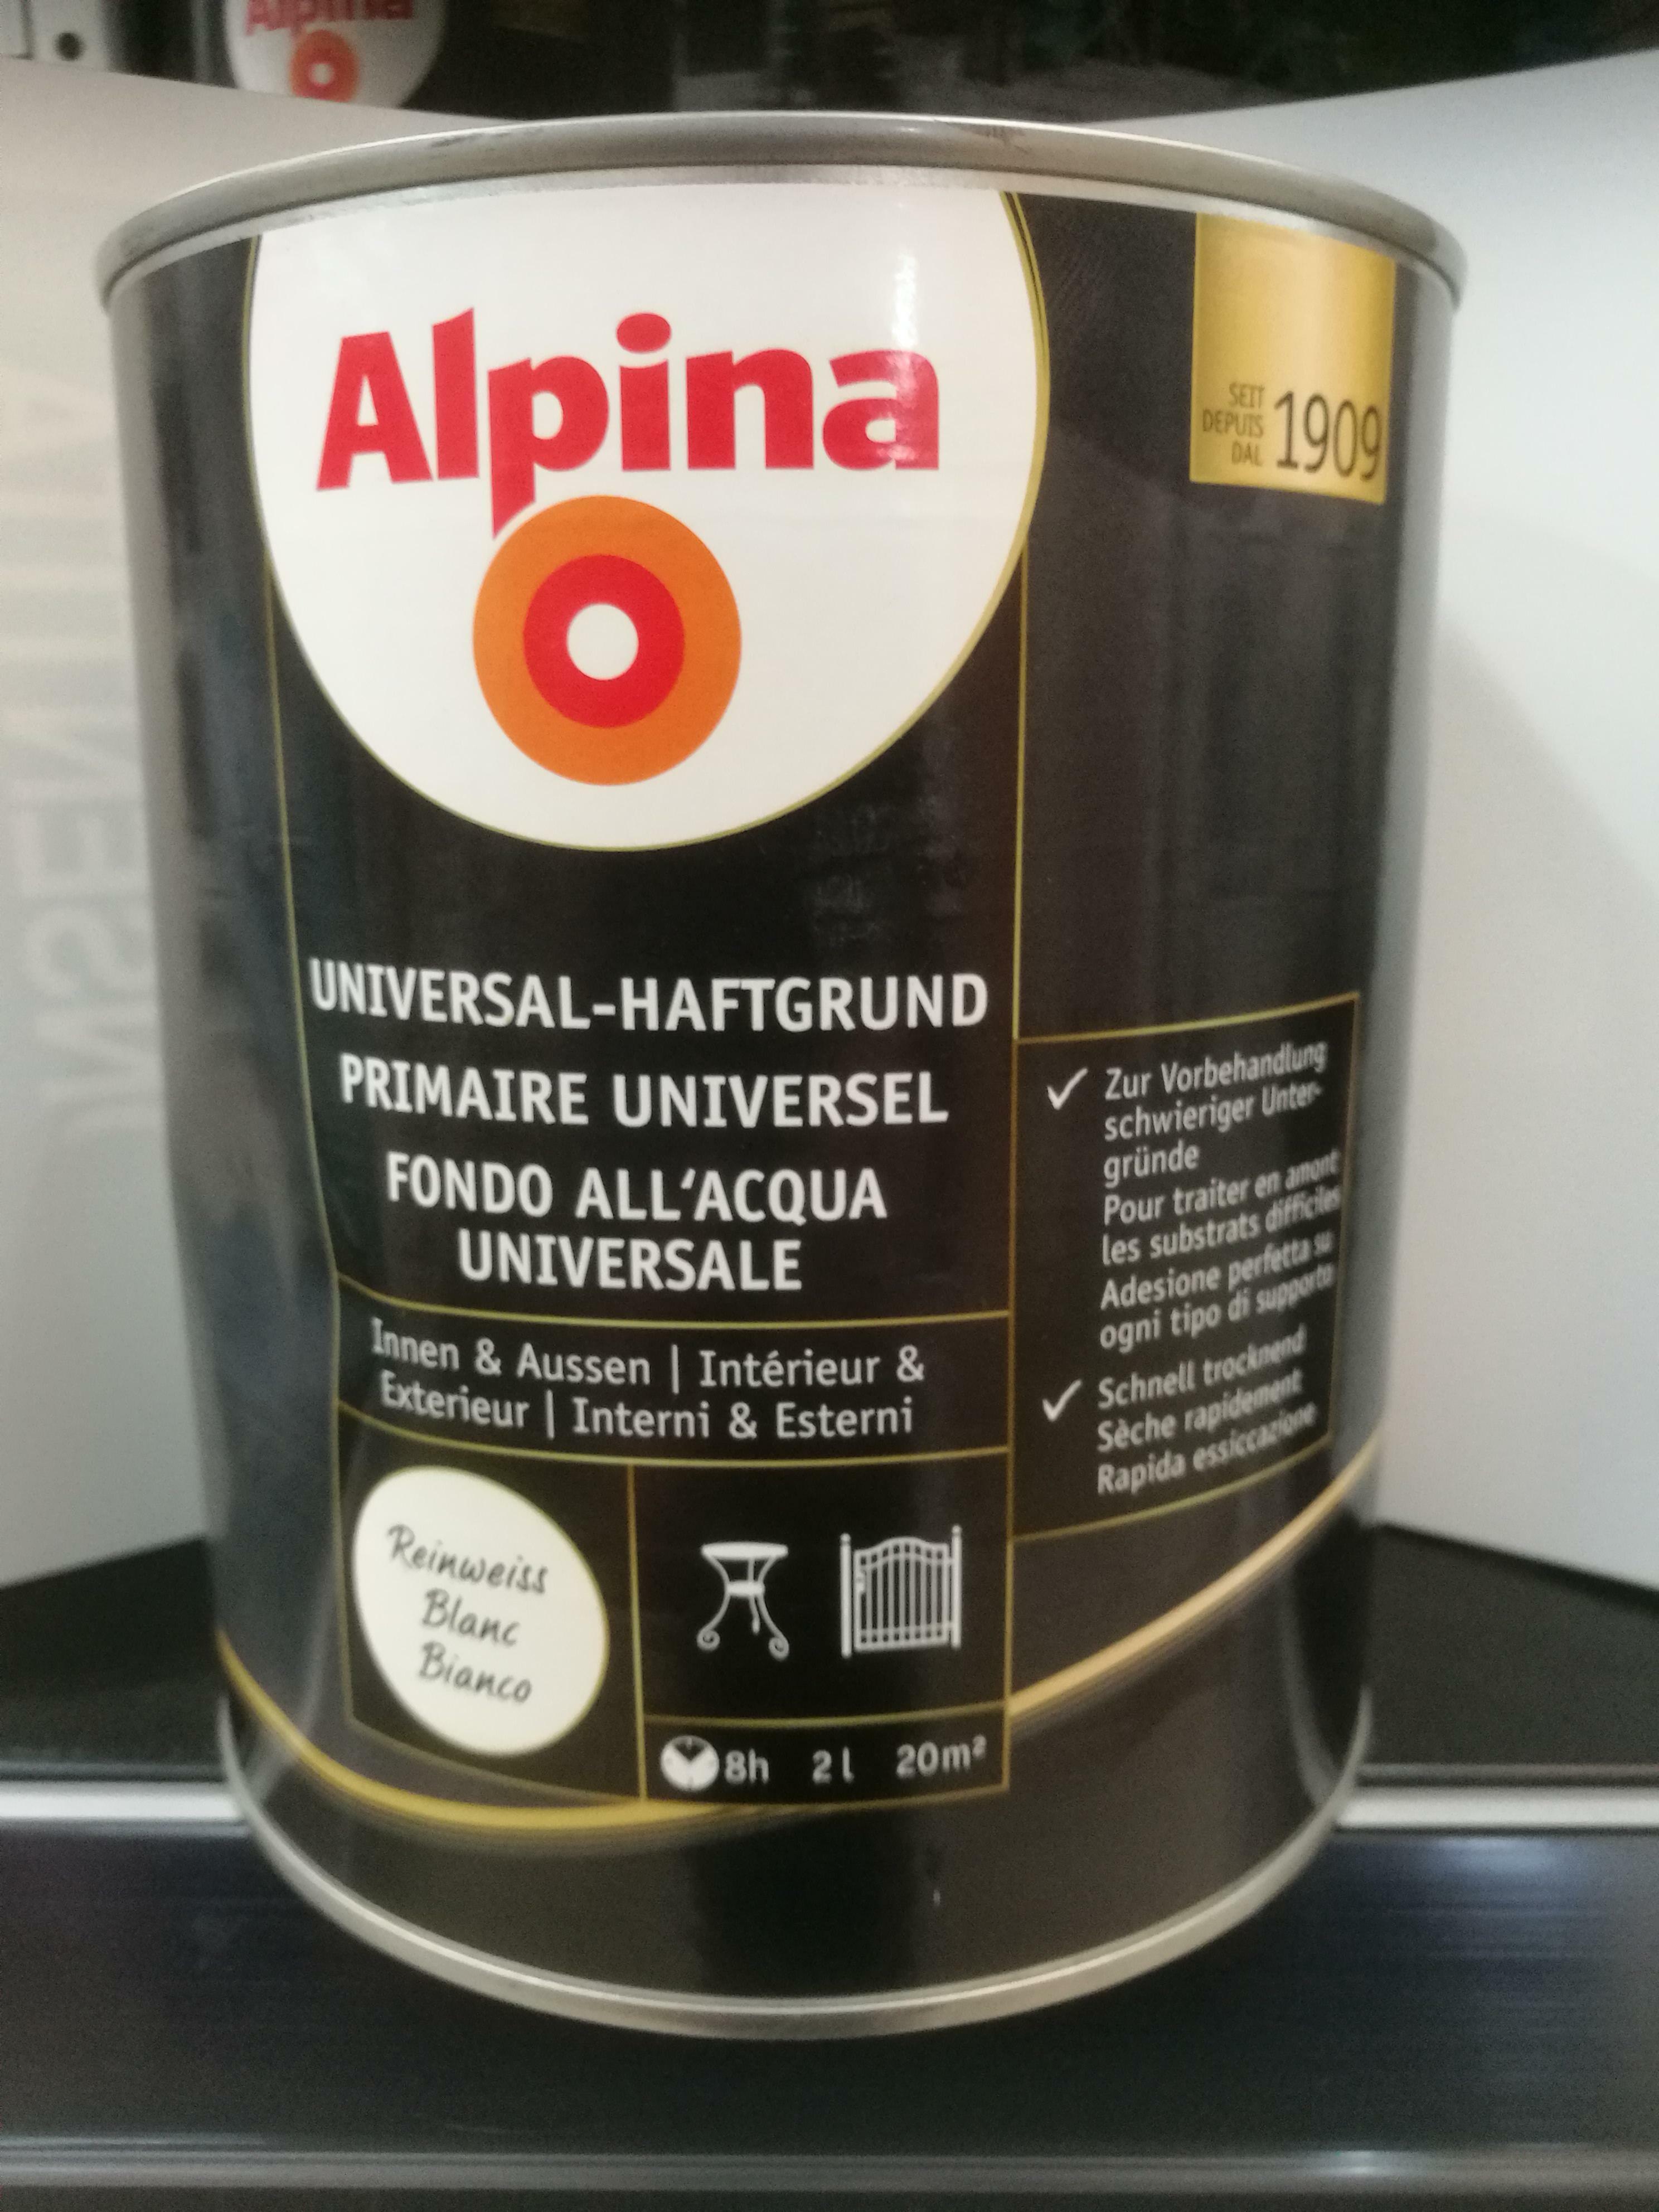 Alpina
Alpina
SEIT
DEPUIS
DAL
1909
UNIVERSAL-HAFTGRUND
PRIMAIRE UNIVERSEL
FONDO ALL‘ACQUA
UNIVERSALE
Innen & Aussen | Intérieur &
Exterieur | Interni & Esterni
Reinweiss
Blanc
Bianco
8h 2 l 20m²
✓ Zur Vorbehandlung
schwieriger Unter-
gründe
Pour traiter en amont
les substrats difficiles
Adesione perfetta su
ogni tipo di supporto
✓ Schnell trocknend
Sèche rapidement
Rapida essiccazione